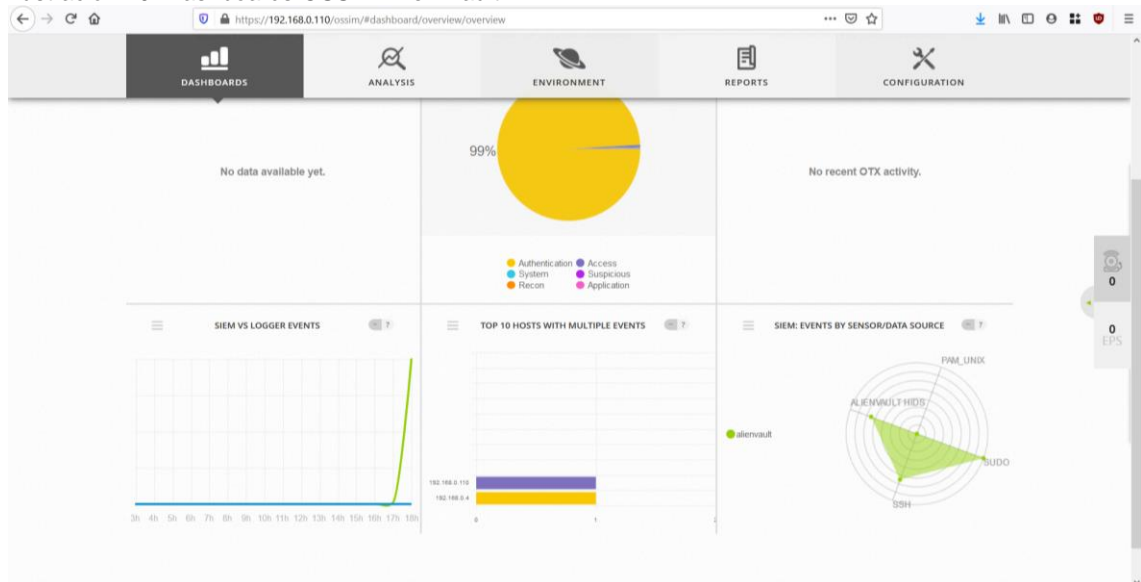 https://192.168.0.110/ossim/#dashboard/overview/overview
DASHBOARDS
ANALYSIS
ENVIRONMENT
REPORTS
CONFIGURATION
No data available yet.
99%
No recent OTX activity.
Authentication Access
System Suspicious
Recon Application
0
0
EPS
SIEM VS LOGGER EVENTS
?
TOP 10 HOSTS WITH MULTIPLE EVENTS
?
SIEM: EVENTS BY SENSOR/DATA SOURCE
?
3h 4h 5h 6h 7h 8h 9h 10h 11h 12h 13h 14h 15h 16h 17h 18h
192.168.0.110
192.168.0.4
0 1 2
alienvault
PAM_UNIX
ALIENVAULT HIDS
SUDO
SSH